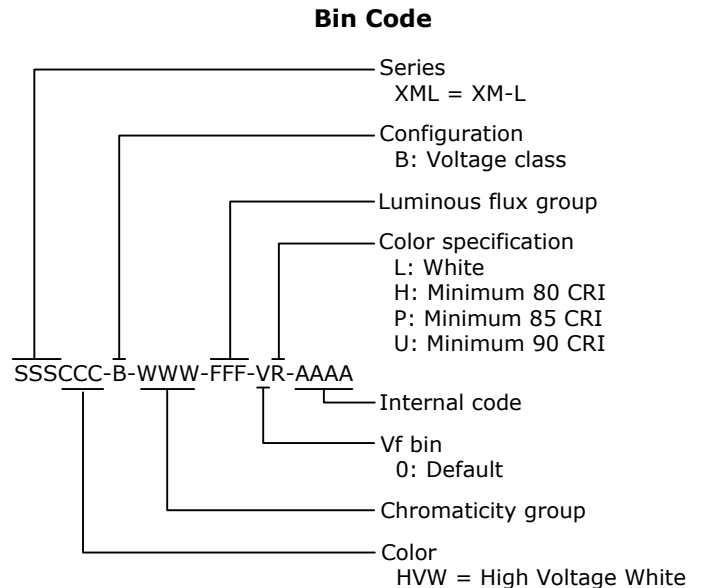 Bin Code
Series
XML = XM-L
Configuration
B: Voltage class
Luminous flux group
Color specification
L: White
H: Minimum 80 CRI
P: Minimum 85 CRI
U: Minimum 90 CRI
SSSCCC-B-WWW-FFF-VR-AAAA
Internal code
Vf bin
0: Default
Chromaticity group
Color
HVW = High Voltage White